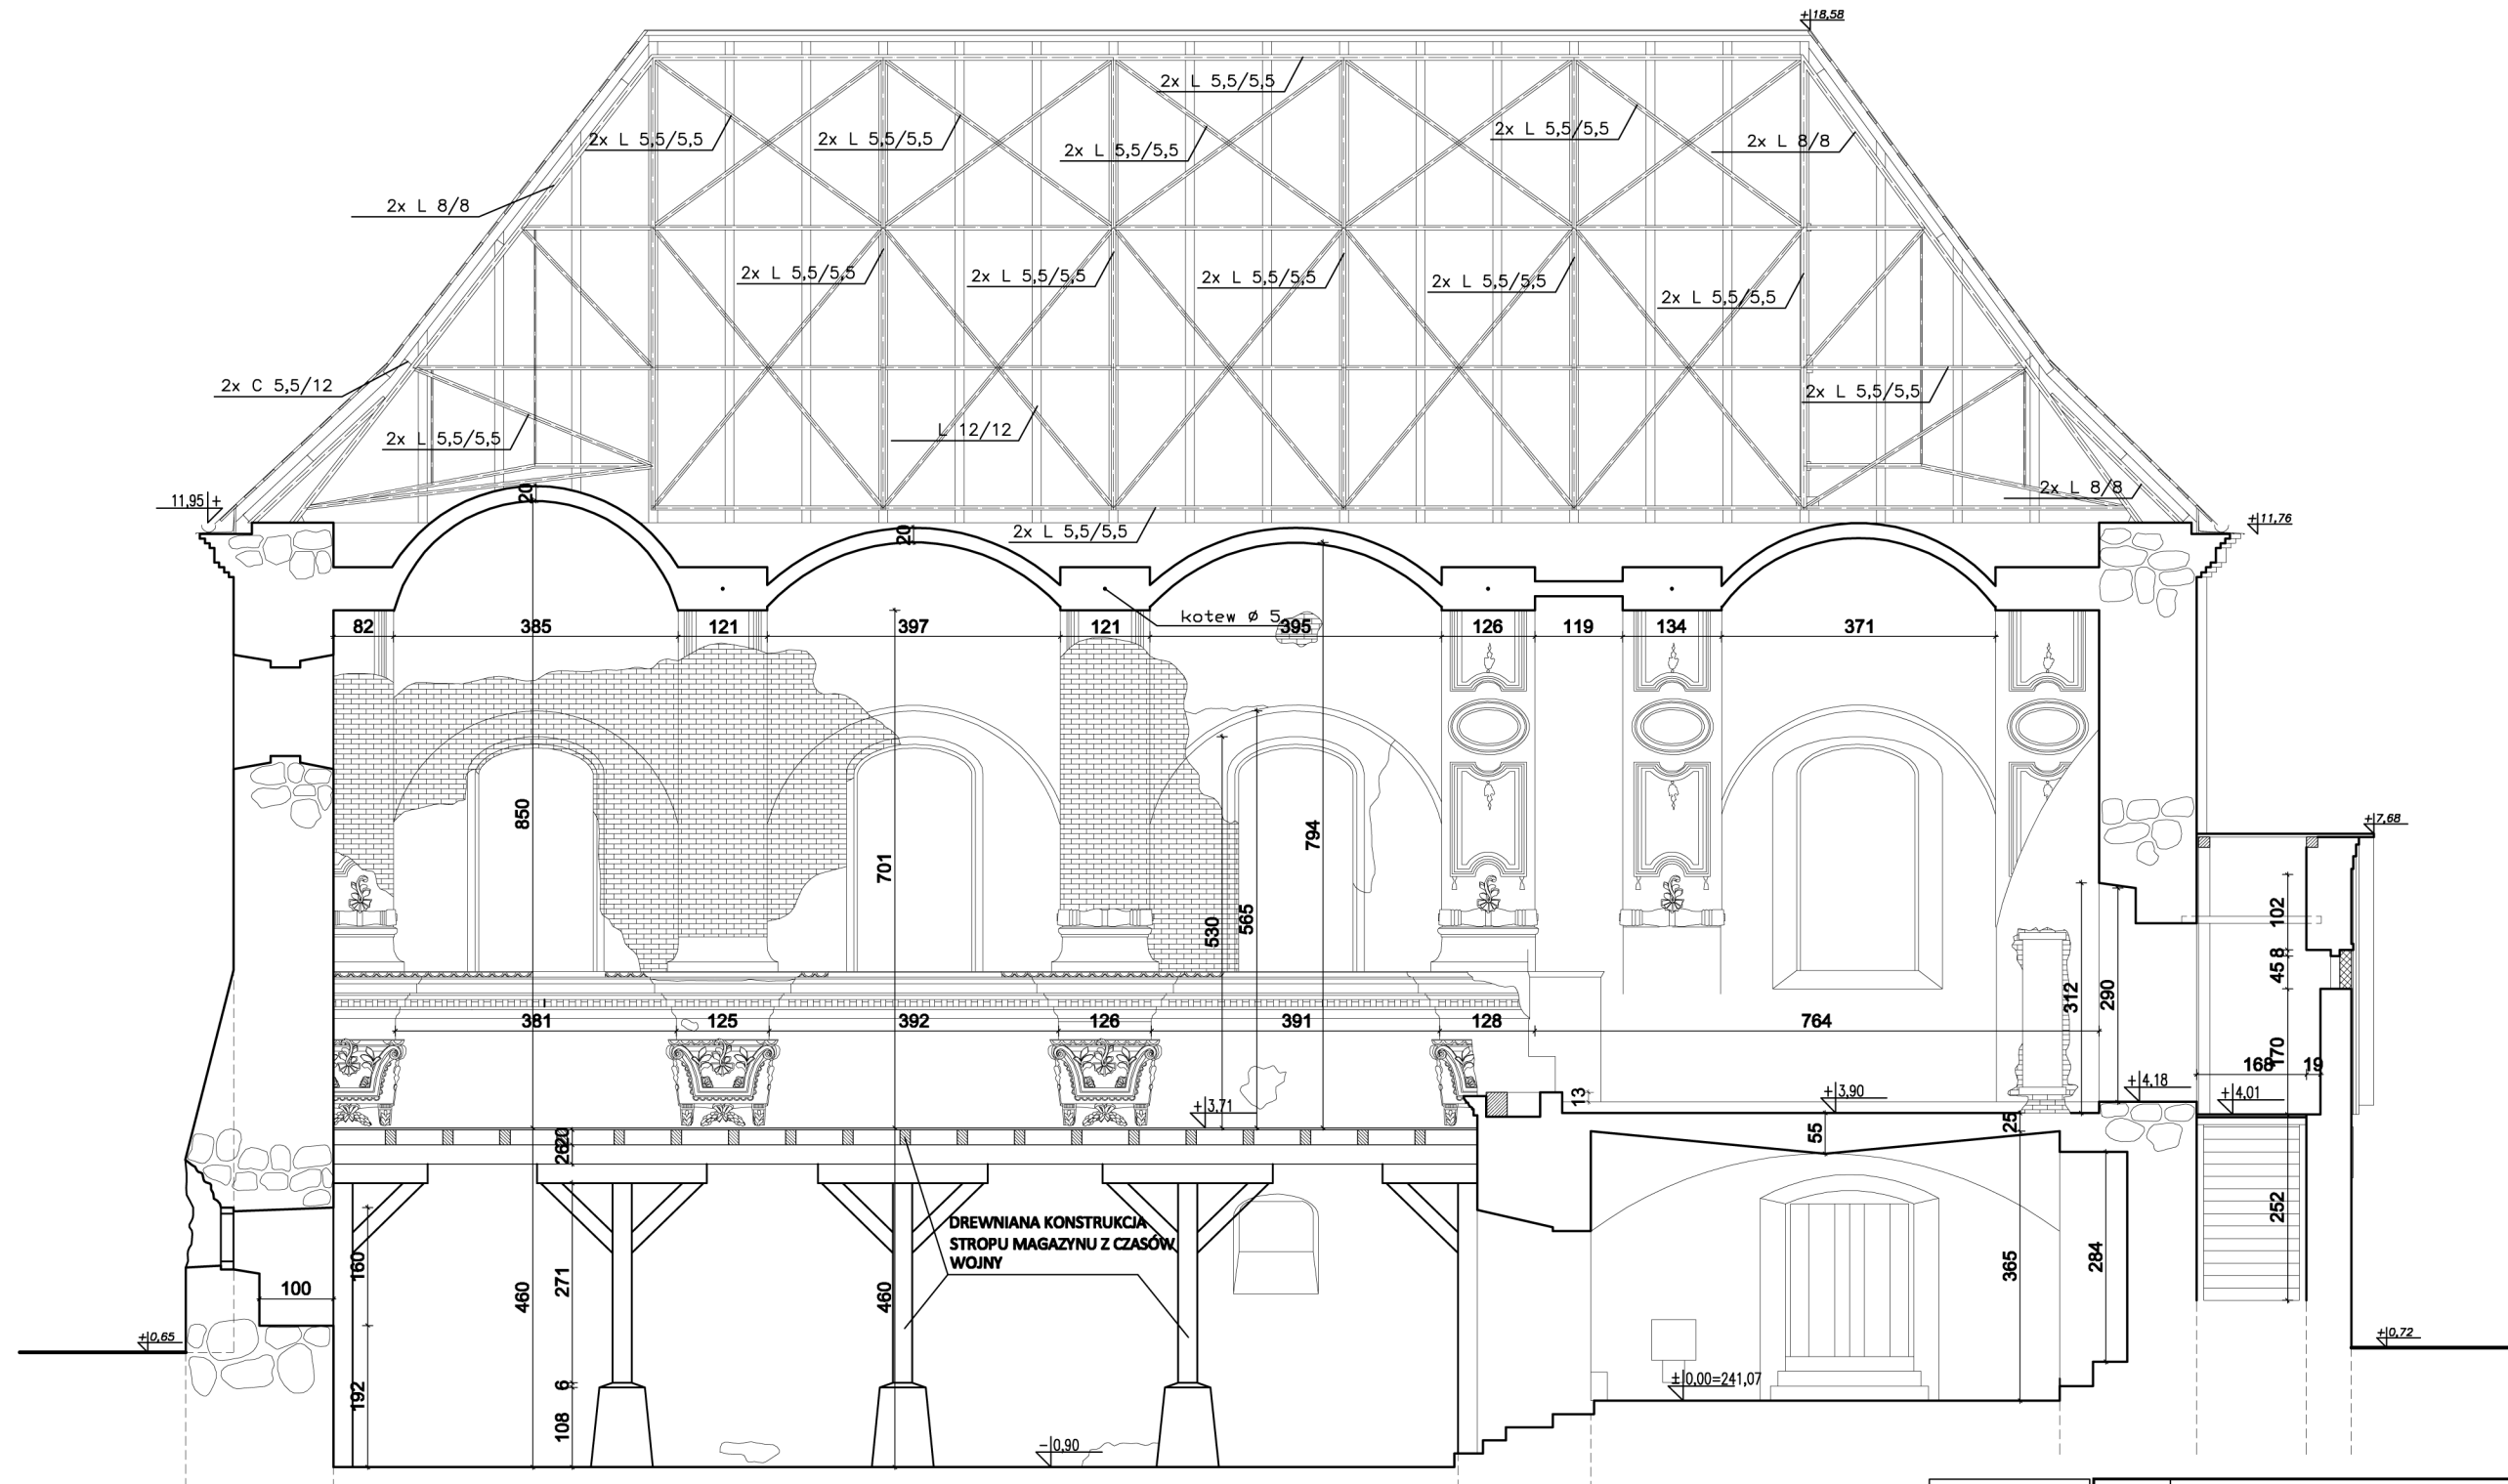 +18,58
2x L 5,5/5,5
2x L 5,5/5,5
2x L 5,5/5,5
2x L 5,5/5,5
2x L 5,5/5,5
2x L 8/8
2x L 8/8
2x L 5,5/5,5
2x L 5,5/5,5
2x L 5,5/5,5
2x L 5,5/5,5
2x L 5,5/5,5
2x C 5,5/12
2x L 5,5/5,5
2x L 5,5/5,5
L 12/12
2x L 8/8
11,95 +
20
20
2x L 5,5/5,5
+11,76
kotew ø 5
82 385 121 397 121 395 126 119 134 371
850
701
794
530
565
+7,68
102
8
45
312
290
170
381 125 392 126 391 128 764
168 19
13
+3,71
+3,90
+4,18
+4,01
20
26
55
25
DREWNIANA KONSTRUKCJA
STROPU MAGAZYNU Z CZASÓW
WOJNY
160
100
271
460
460
365
284
252
+0,65
+0,72
192
6
108
±0,00=241,07
-0,90